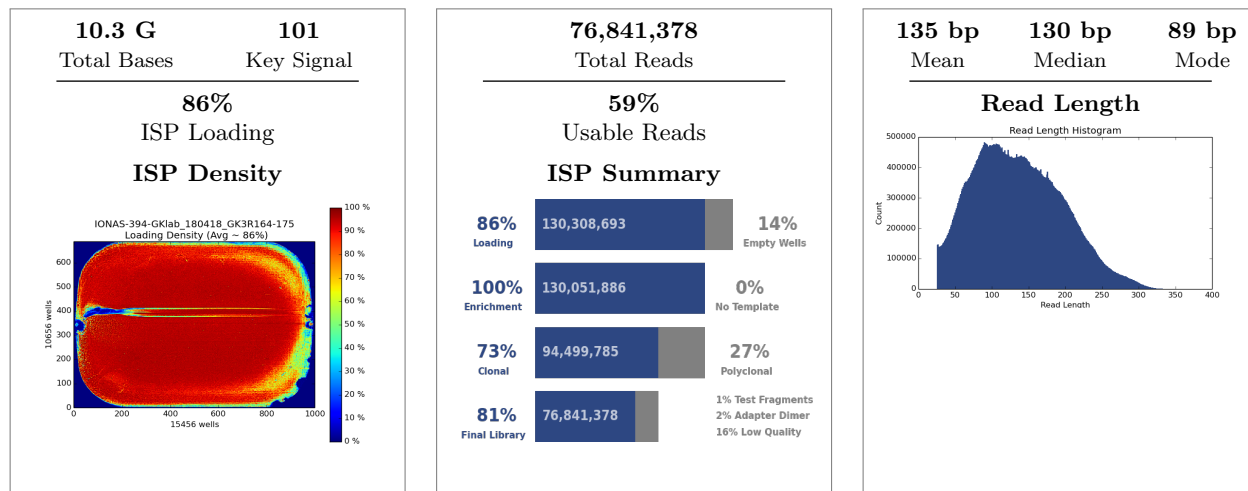 10.3 G
101
Total Bases
Key Signal
86%
ISP Loading
ISP Density
IONAS-394-GKlab_180418_GK3R164-175
Loading Density (Avg ~ 86%)
100 %
90 %
80 %
70 %
60 %
50 %
40 %
30 %
20 %
10 %
0 %
600
500
400
300
200
100
0
10656 wells
0
200
400
600
800
1000
15456 wells
76,841,378
Total Reads
59%
Usable Reads
ISP Summary
86%
Loading
130,308,693
14%
Empty Wells
100%
Enrichment
130,051,886
0%
No Template
73%
Clonal
94,499,785
27%
Polyclonal
81%
Final Library
76,841,378
1% Test Fragments
2% Adapter Dimer
16% Low Quality
135 bp
130 bp
89 bp
Mean
Median
Mode
Read Length
Read Length Histogram
500000
400000
300000
200000
100000
0
Count
0
50
100
150
200
250
300
350
400
Read Length